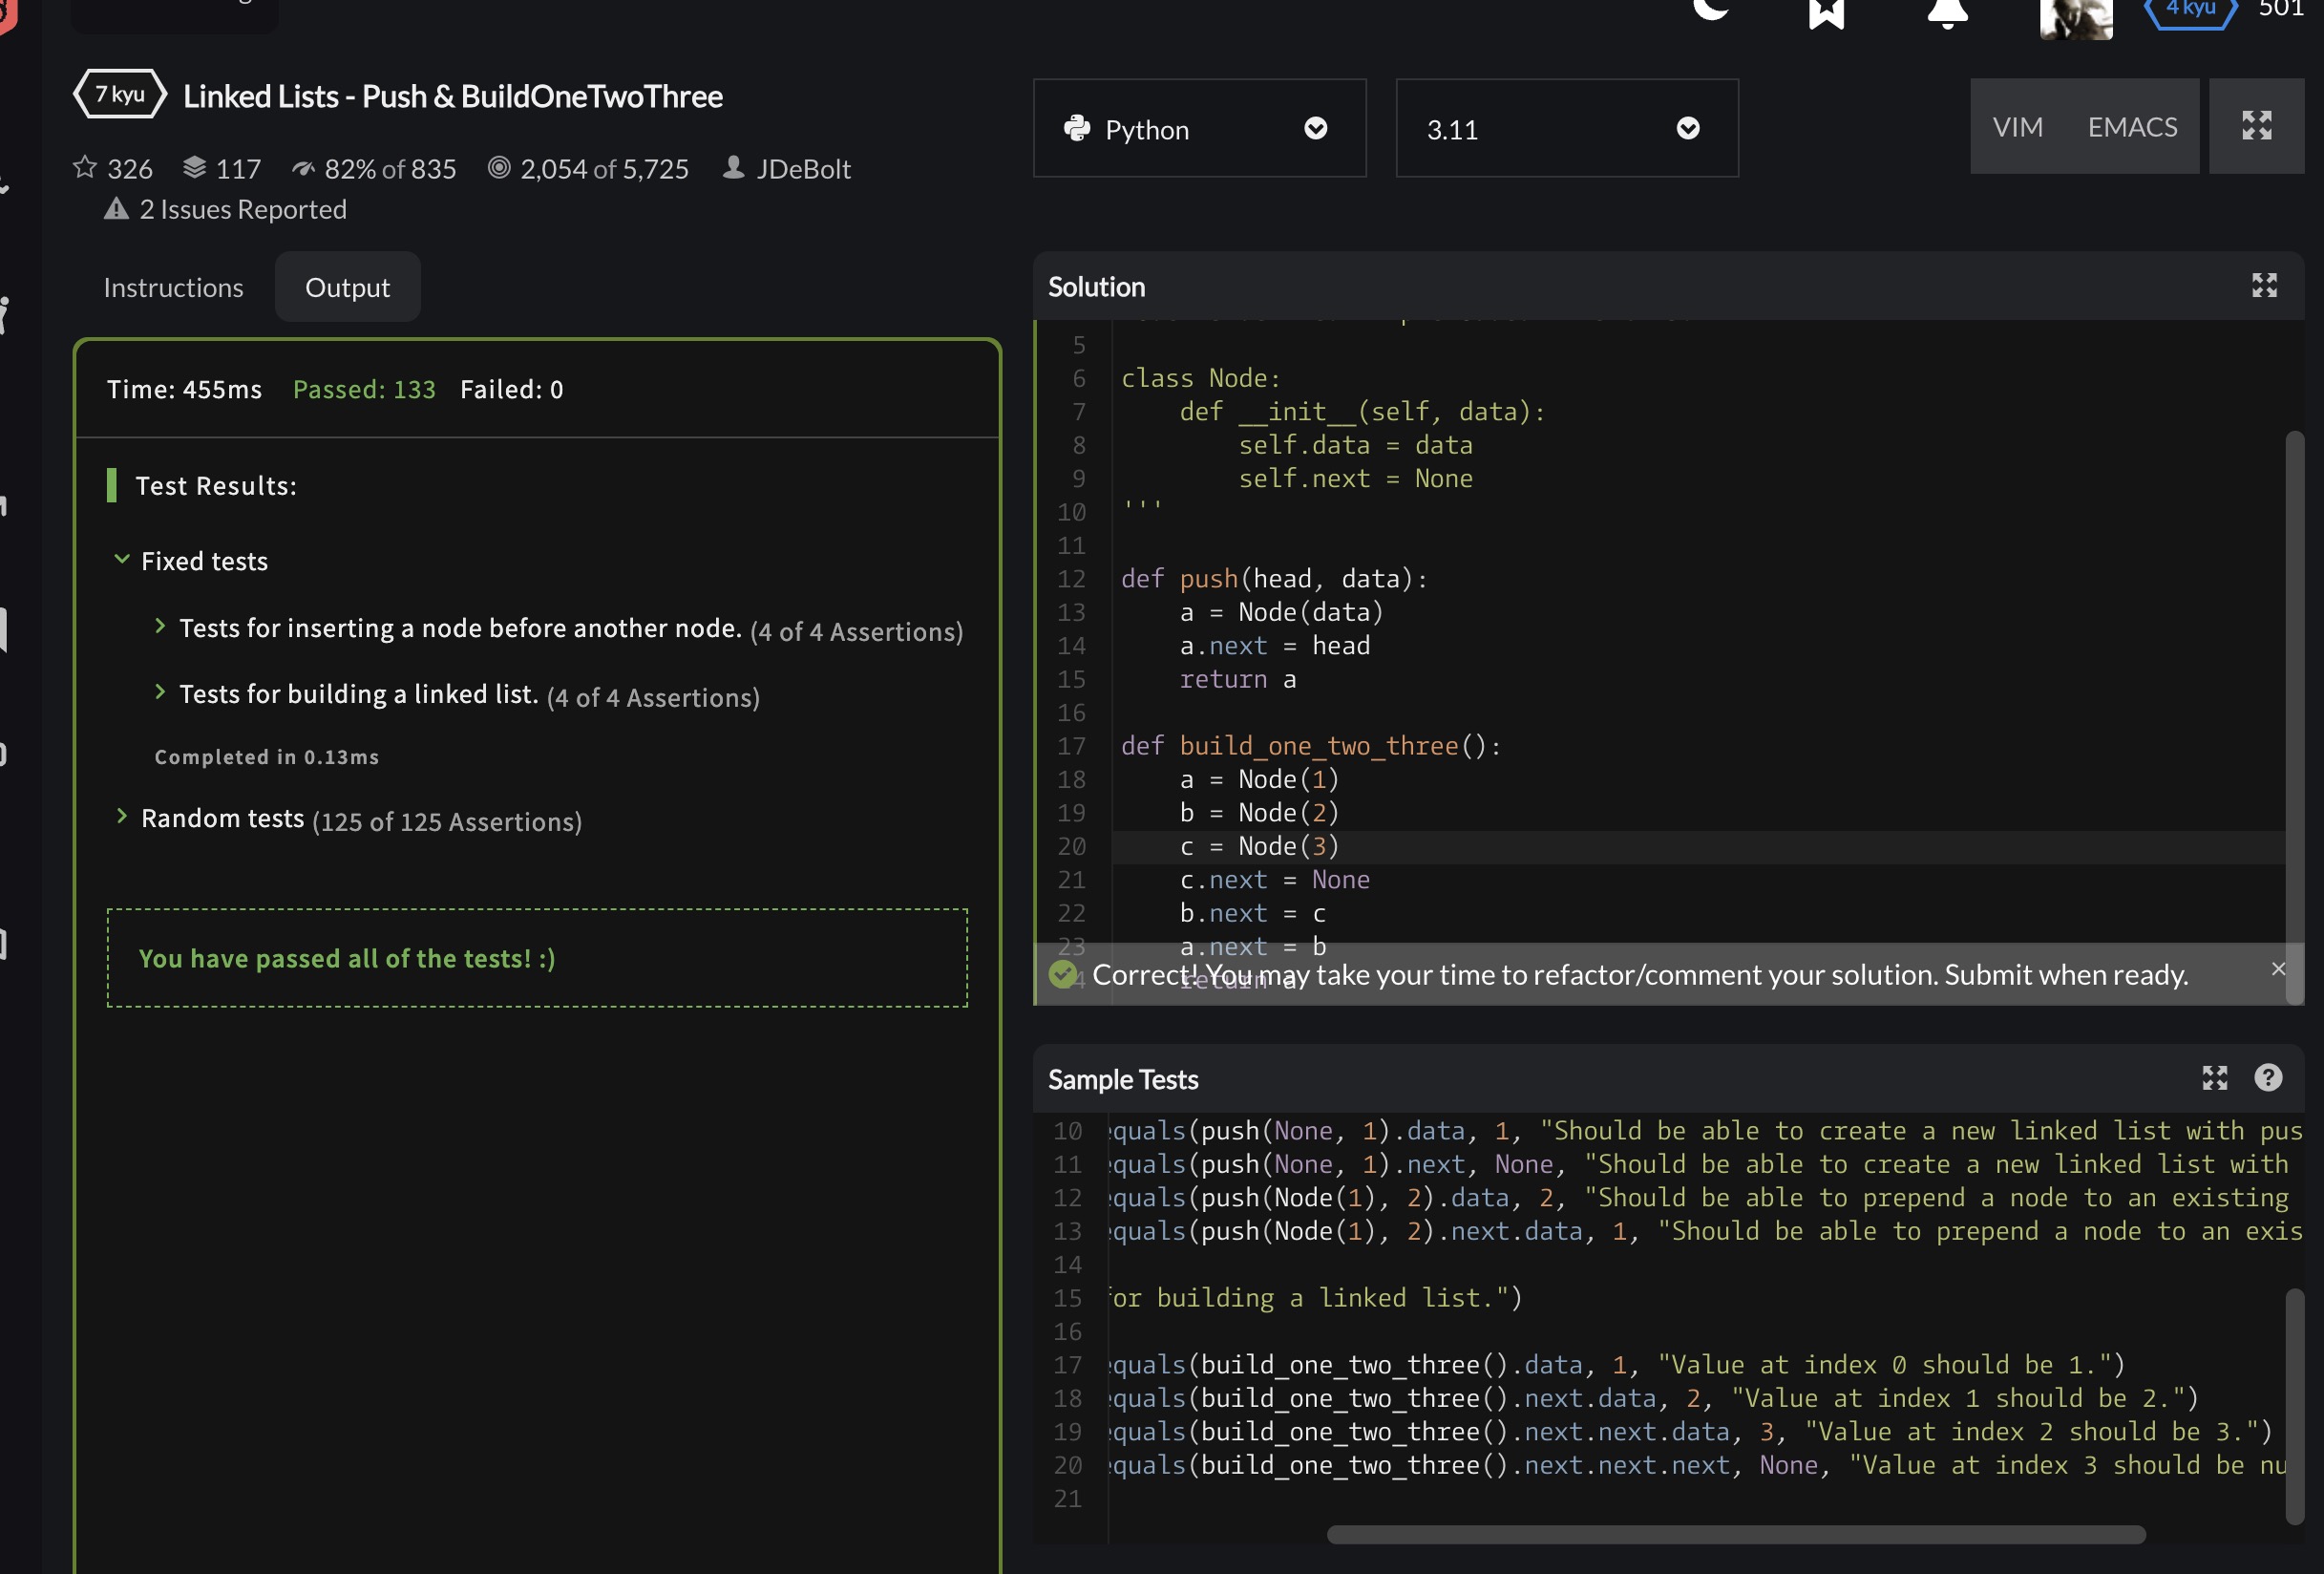 4 kyu
501
7 kyu
Linked Lists - Push & BuildOneTwoThree
326 117 82% of 835 2,054 of 5,725 JDeBolt
2 Issues Reported
Python
3.11
VIM EMACS
Instructions Output
Time: 455ms Passed: 133 Failed: 0
Test Results:
Fixed tests
Tests for inserting a node before another node. (4 of 4 Assertions)
Tests for building a linked list. (4 of 4 Assertions)
Completed in 0.13ms
Random tests (125 of 125 Assertions)
You have passed all of the tests! :)
Solution
5
6 class Node:
7     def __init__(self, data):
8         self.data = data
9         self.next = None
10 '''
11
12 def push(head, data):
13     a = Node(data)
14     a.next = head
15     return a
16
17 def build_one_two_three():
18     a = Node(1)
19     b = Node(2)
20     c = Node(3)
21     c.next = None
22     b.next = c
23     a.next = b
24     return a
Correct! You may take your time to refactor/comment your solution. Submit when ready.
Sample Tests
10 equals(push(None, 1).data, 1, "Should be able to create a new linked list with pus
11 equals(push(None, 1).next, None, "Should be able to create a new linked list with
12 equals(push(Node(1), 2).data, 2, "Should be able to prepend a node to an existing
13 equals(push(Node(1), 2).next.data, 1, "Should be able to prepend a node to an exis
14
15 for building a linked list.")
16
17 equals(build_one_two_three().data, 1, "Value at index 0 should be 1.")
18 equals(build_one_two_three().next.data, 2, "Value at index 1 should be 2.")
19 equals(build_one_two_three().next.next.data, 3, "Value at index 2 should be 3.")
20 equals(build_one_two_three().next.next.next, None, "Value at index 3 should be nu
21